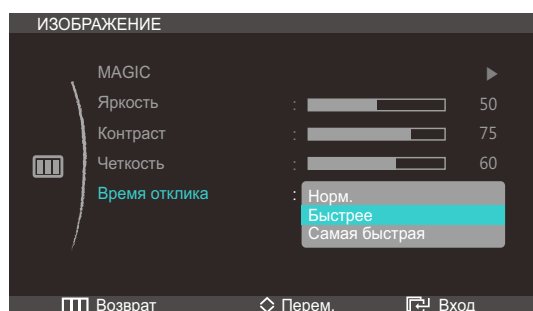 ИЗОБРАЖЕНИЕ
MAGIC
Яркость : 50
Контраст : 75
Четкость : 60
Время отклика : Норм.
Быстрее
Самая быстрая
Возврат Перем. Вход